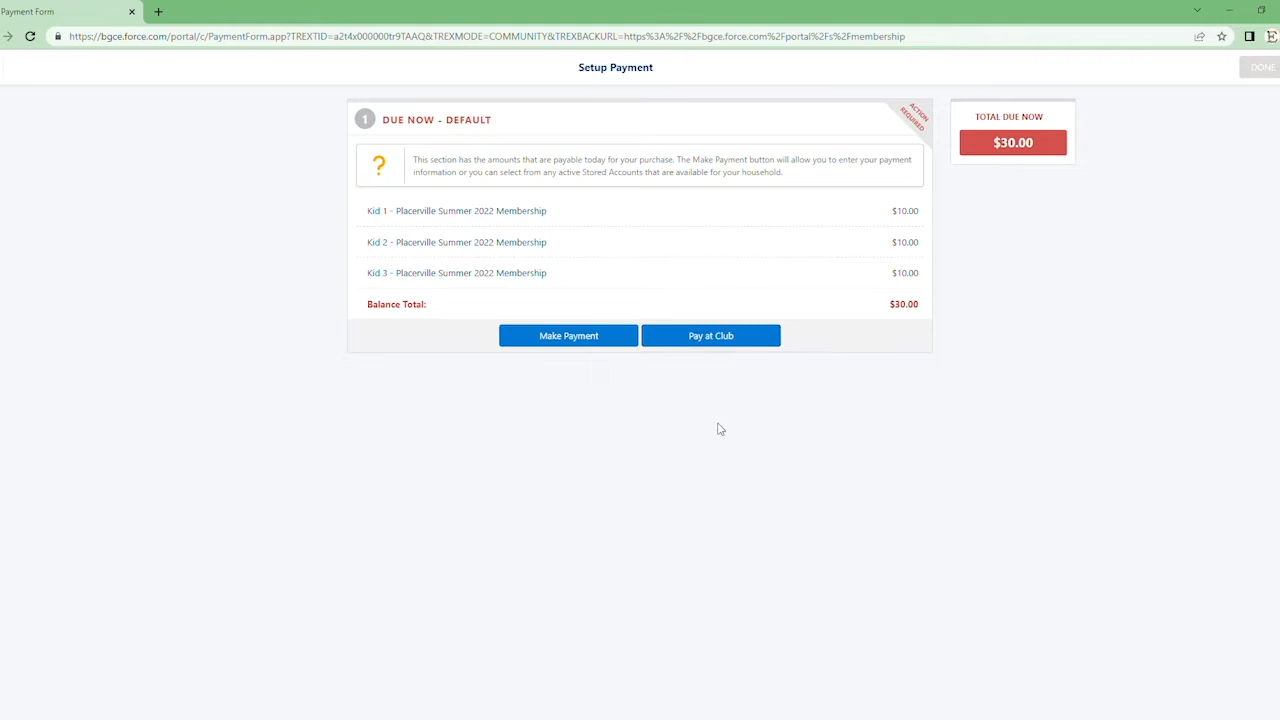 Payment Form
https://bgce.force.com/portal/c/PaymentForm.app?TREXTID=a2t4x000000tr9TAAQ&TREXMODE=COMMUNITY&TREXBACKURL=https%3A%2F%2Fbgce.force.com%2Fportal%2Fs%2Fmembership
Setup Payment
DONE
1 DUE NOW - DEFAULT
ACTION
REQUIRED
TOTAL DUE NOW
$30.00
? This section has the amounts that are payable today for your purchase. The Make Payment button will allow you to enter your payment
information or you can select from any active Stored Accounts that are available for your household.
Kid 1 - Placerville Summer 2022 Membership $10.00
Kid 2 - Placerville Summer 2022 Membership $10.00
Kid 3 - Placerville Summer 2022 Membership $10.00
Balance Total: $30.00
Make Payment Pay at Club